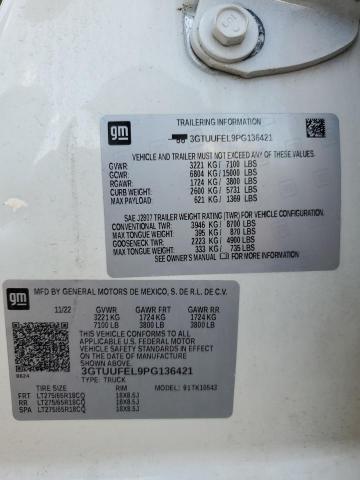 gm
TRAILERING INFORMATION
3GTUUFEL9PG136421
VEHICLE AND TRAILER MUST NOT EXCEED ANY OF THESE WEIGHTS
GVWR: 3221 KG/ 7100 LBS
GCWR: 6804 KG/ 15000 LBS
RGAWR: 1724 KG/ 3800 LBS
CURB WEIGHT: 2600 KG/ 5731 LBS
MAX PAYLOAD: 621 KG/ 1369 LBS
SAE J2807 TRAILER WEIGHT RATING (TWR) FOR VEHICLE CONFIGURATION.
CONVENTIONAL TWR: 3946 KG/ 8700 LBS
MAX TONGUE WEIGHT: 395 KG/ 870 LBS
GOOSENECK TWR: 2223 KG/ 4900 LBS
MAX TONGUE WEIGHT: 333 KG/ 735 LBS
SEE OWNER'S MANUAL FOR ADDITIONAL INFORMATION
gm
MFD BY GENERAL MOTORS DE MEXICO, S. DE R.L. DE C.V.
11/22 GVWR GAWR FRT GAWR RR
3221 KG 1724 KG 1724 KG
7100 LB 3800 LB 3800 LB
THIS VEHICLE CONFORMS TO ALL
APPLICABLE U.S. FEDERAL MOTOR
VEHICLE SAFETY STANDARDS IN
EFFECT ON THE DATE OF MANUFACTURE
SHOWN ABOVE.
3GTUUFEL9PG136421
9624 TYPE: TRUCK
TIRE SIZE RIM MODEL: 91TK10543
FRT LT275/65R18CQ 18X8.5J
RR LT275/65R18CQ 18X8.5J
SPA LT275/65R18CQ 18X8.5J